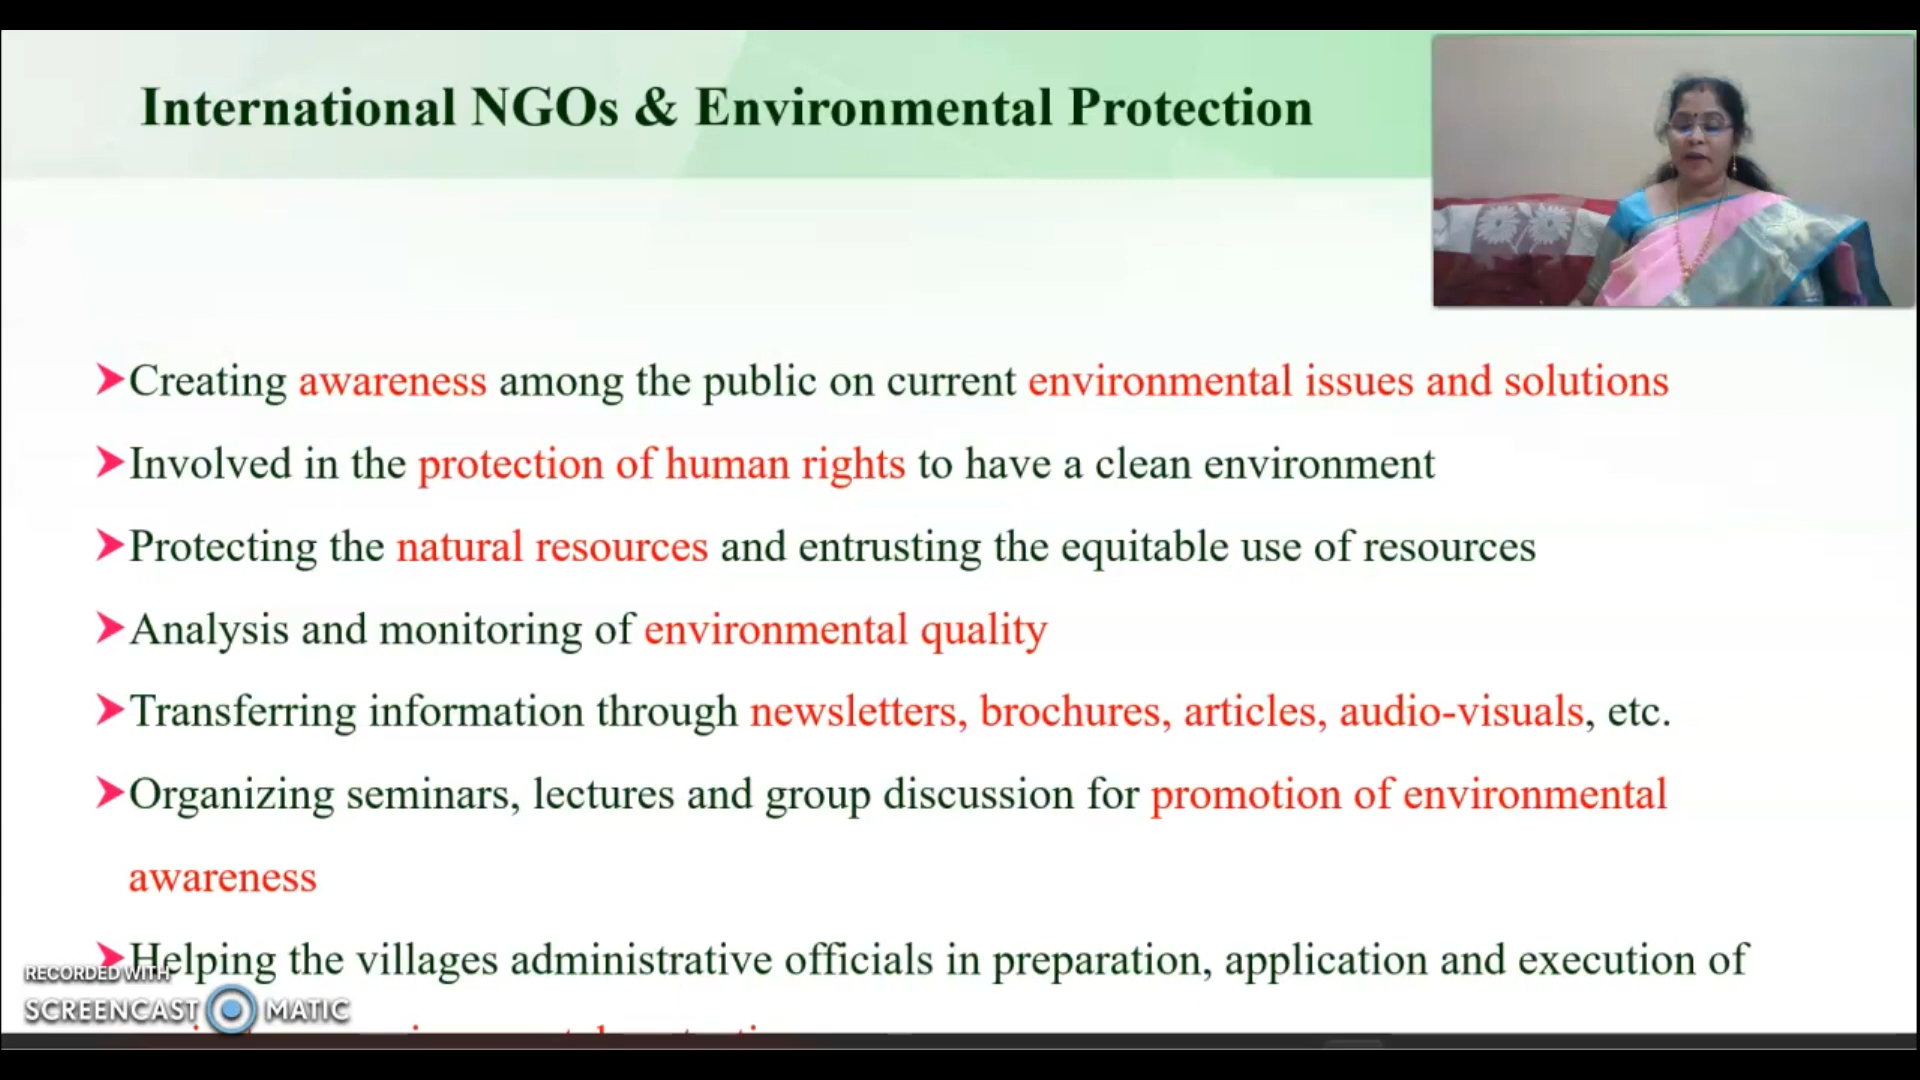 International NGOs & Environmental Protection
➤Creating awareness among the public on current environmental issues and solutions
➤Involved in the protection of human rights to have a clean environment
➤Protecting the natural resources and entrusting the equitable use of resources
➤Analysis and monitoring of environmental quality
➤Transferring information through newsletters, brochures, articles, audio-visuals, etc.
➤Organizing seminars, lectures and group discussion for promotion of environmental
awareness
➤Helping the villages administrative officials in preparation, application and execution of
RECORDED WITH
SCREENCAST MATIC